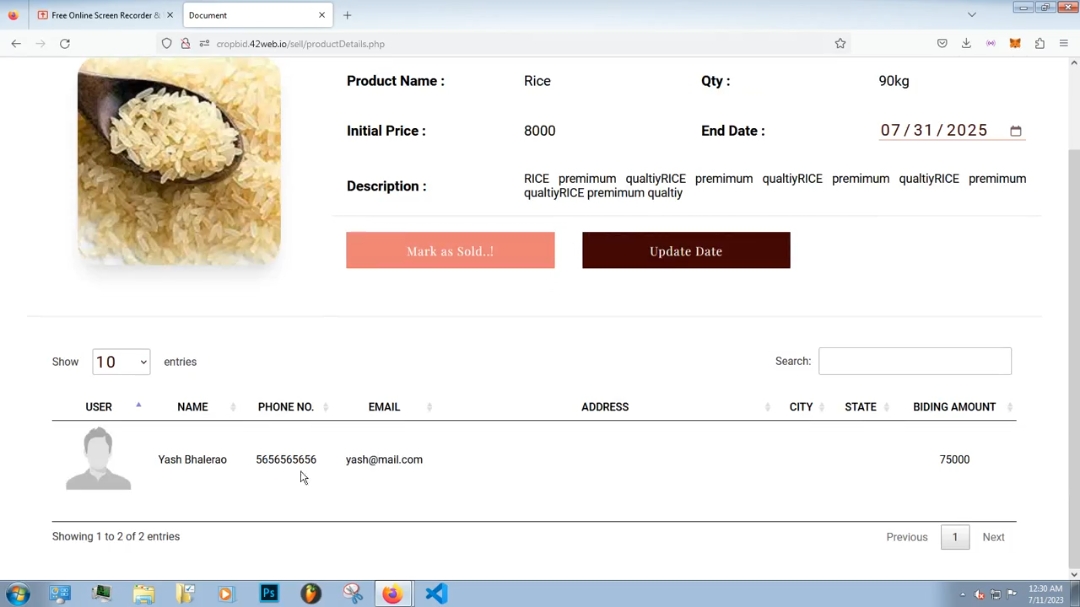 Free Online Screen Recorder &
Document
cropbid.42web.io/sell/productDetails.php
Product Name :
Rice
Qty :
90kg
Initial Price :
8000
End Date :
07/31/2025
Description :
RICE premimum qualtiyRICE premimum qualtiyRICE premimum qualtiyRICE premimum
qualtiyRICE premimum qualtiy
Mark as Sold..!
Update Date
Show 10 entries
Search:
USER NAME PHONE NO. EMAIL ADDRESS CITY STATE BIDING AMOUNT
Yash Bhalerao 5656565656 yash@mail.com 75000
Showing 1 to 2 of 2 entries
Previous 1 Next
Ps
12:30 AM
7/11/2023